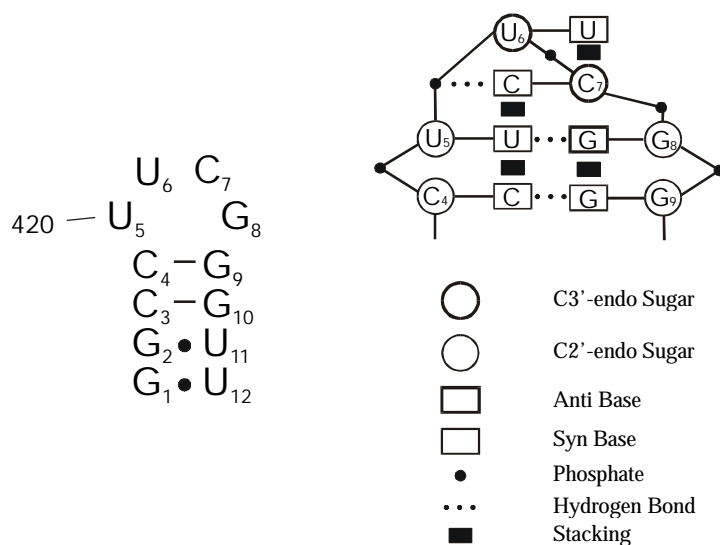 U6 C7
420 U5 G8
C4 G9
C3 G10
G2 U11
G1 U12
U6 U
C C7
U5 U G G8
C4 C G G9
C3'-endo Sugar
C2'-endo Sugar
Anti Base
Syn Base
Phosphate
Hydrogen Bond
Stacking